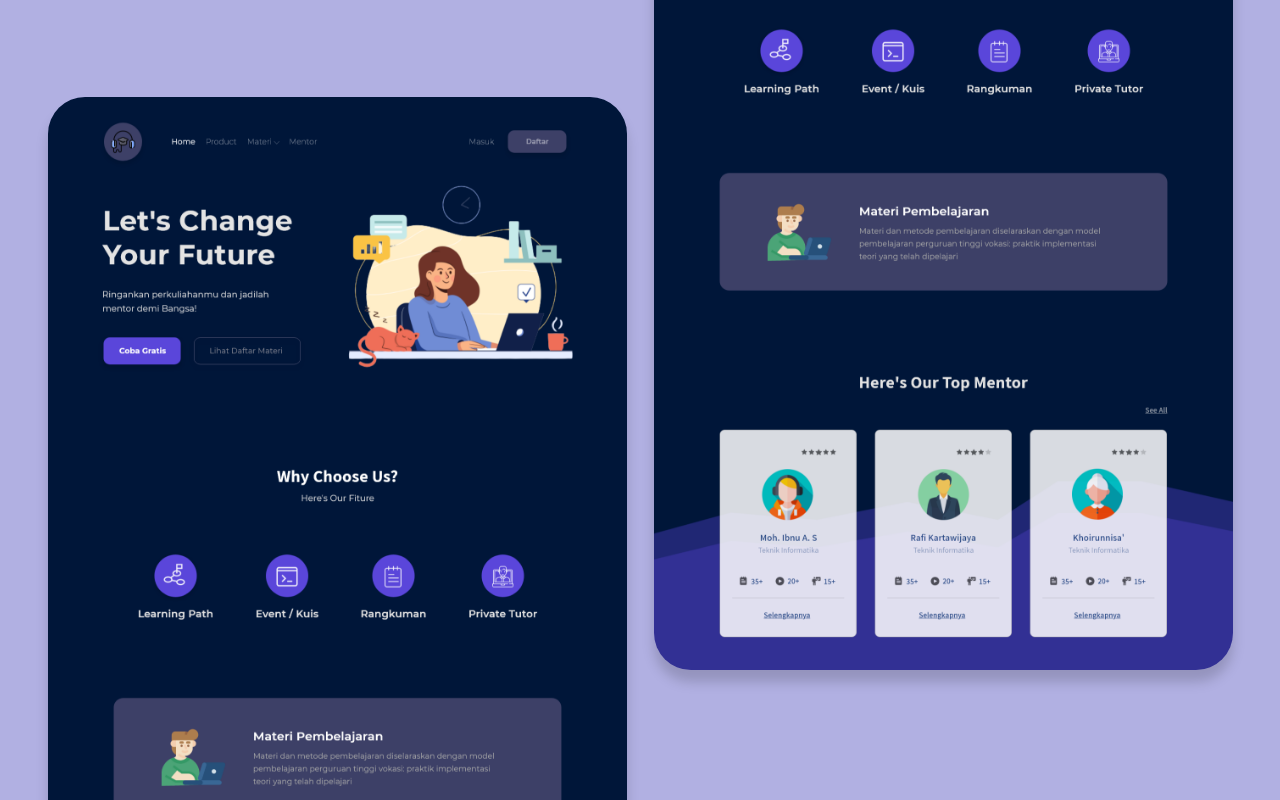 Home Product Materi Mentor Masuk Daftar
Let's Change
Your Future
Ringankan perkuliahanmu dan jadilah
mentor demi Bangsa!
Coba Gratis Lihat Daftar Materi
z z z
Why Choose Us?
Here's Our Fiture
Learning Path Event / Kuis Rangkuman Private Tutor
Materi Pembelajaran
Materi dan metode pembelajaran diselaraskan dengan model
pembelajaran perguruan tinggi vokasi: praktik implementasi
teori yang telah dipelajari
Learning Path Event / Kuis Rangkuman Private Tutor
Materi Pembelajaran
Materi dan metode pembelajaran diselaraskan dengan model
pembelajaran perguruan tinggi vokasi: praktik implementasi
teori yang telah dipelajari
Here's Our Top Mentor
See All
Moh. Ibnu A. S
Teknik Informatika
35+ 20+ 15+
Selengkapnya
Rafi Kartawijaya
Teknik Informatika
35+ 20+ 15+
Selengkapnya
Khoirunnisa'
Teknik Informatika
35+ 20+ 15+
Selengkapnya